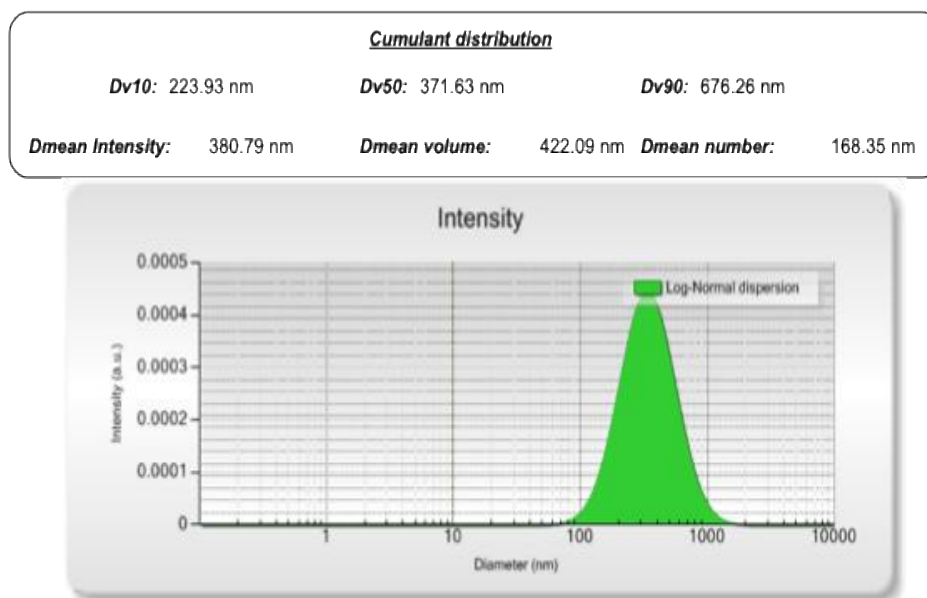 Cumulant distribution
Dv10: 223.93 nm Dv50: 371.63 nm Dv90: 676.26 nm
Dmean Intensity: 380.79 nm Dmean volume: 422.09 nm Dmean number: 168.35 nm
Intensity
0.0005
Log-Normal dispersion
0.0004
0.0003
0.0002
0.0001
0
Intensity (a.u.)
1 10 100 1000 10000
Diameter (nm)